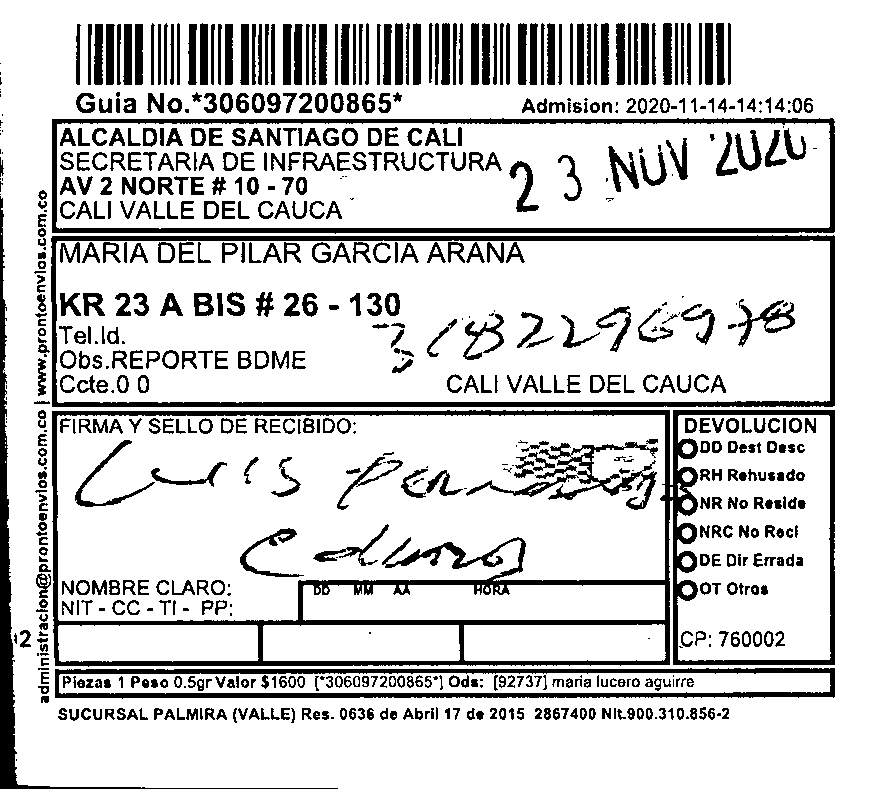 Guia No.*306097200865*
Admision: 2020-11-14-14:14:06
ALCALDIA DE SANTIAGO DE CALI
SECRETARIA DE INFRAESTRUCTURA
AV 2 NORTE # 10 - 70
CALI VALLE DEL CAUCA
23 NOV 2020
MARIA DEL PILAR GARCIA ARANA
KR 23 A BIS # 26 - 130
Tel.Id.
3182296978
Obs.REPORTE BDME
Ccte.0 0
CALI VALLE DEL CAUCA
administracion@prontoenvios.com.co | www.prontoenvios.com.co
FIRMA Y SELLO DE RECIBIDO:
Luis
NOMBRE CLARO:
NIT - CC - TI - PP:
DD MM AA HORA
DEVOLUCION
DD Dest Desc
RH Rehusado
NR No Reside
NRC No Recl
DE Dir Errada
OT Otros
CP: 760002
Piezas 1 Peso 0.5gr Valor $1600 [*306097200865*] Ods: [92737] maria lucero aguirre
SUCURSAL PALMIRA (VALLE) Res. 0636 de Abril 17 de 2015 2867400 Nit.900.310.856-2